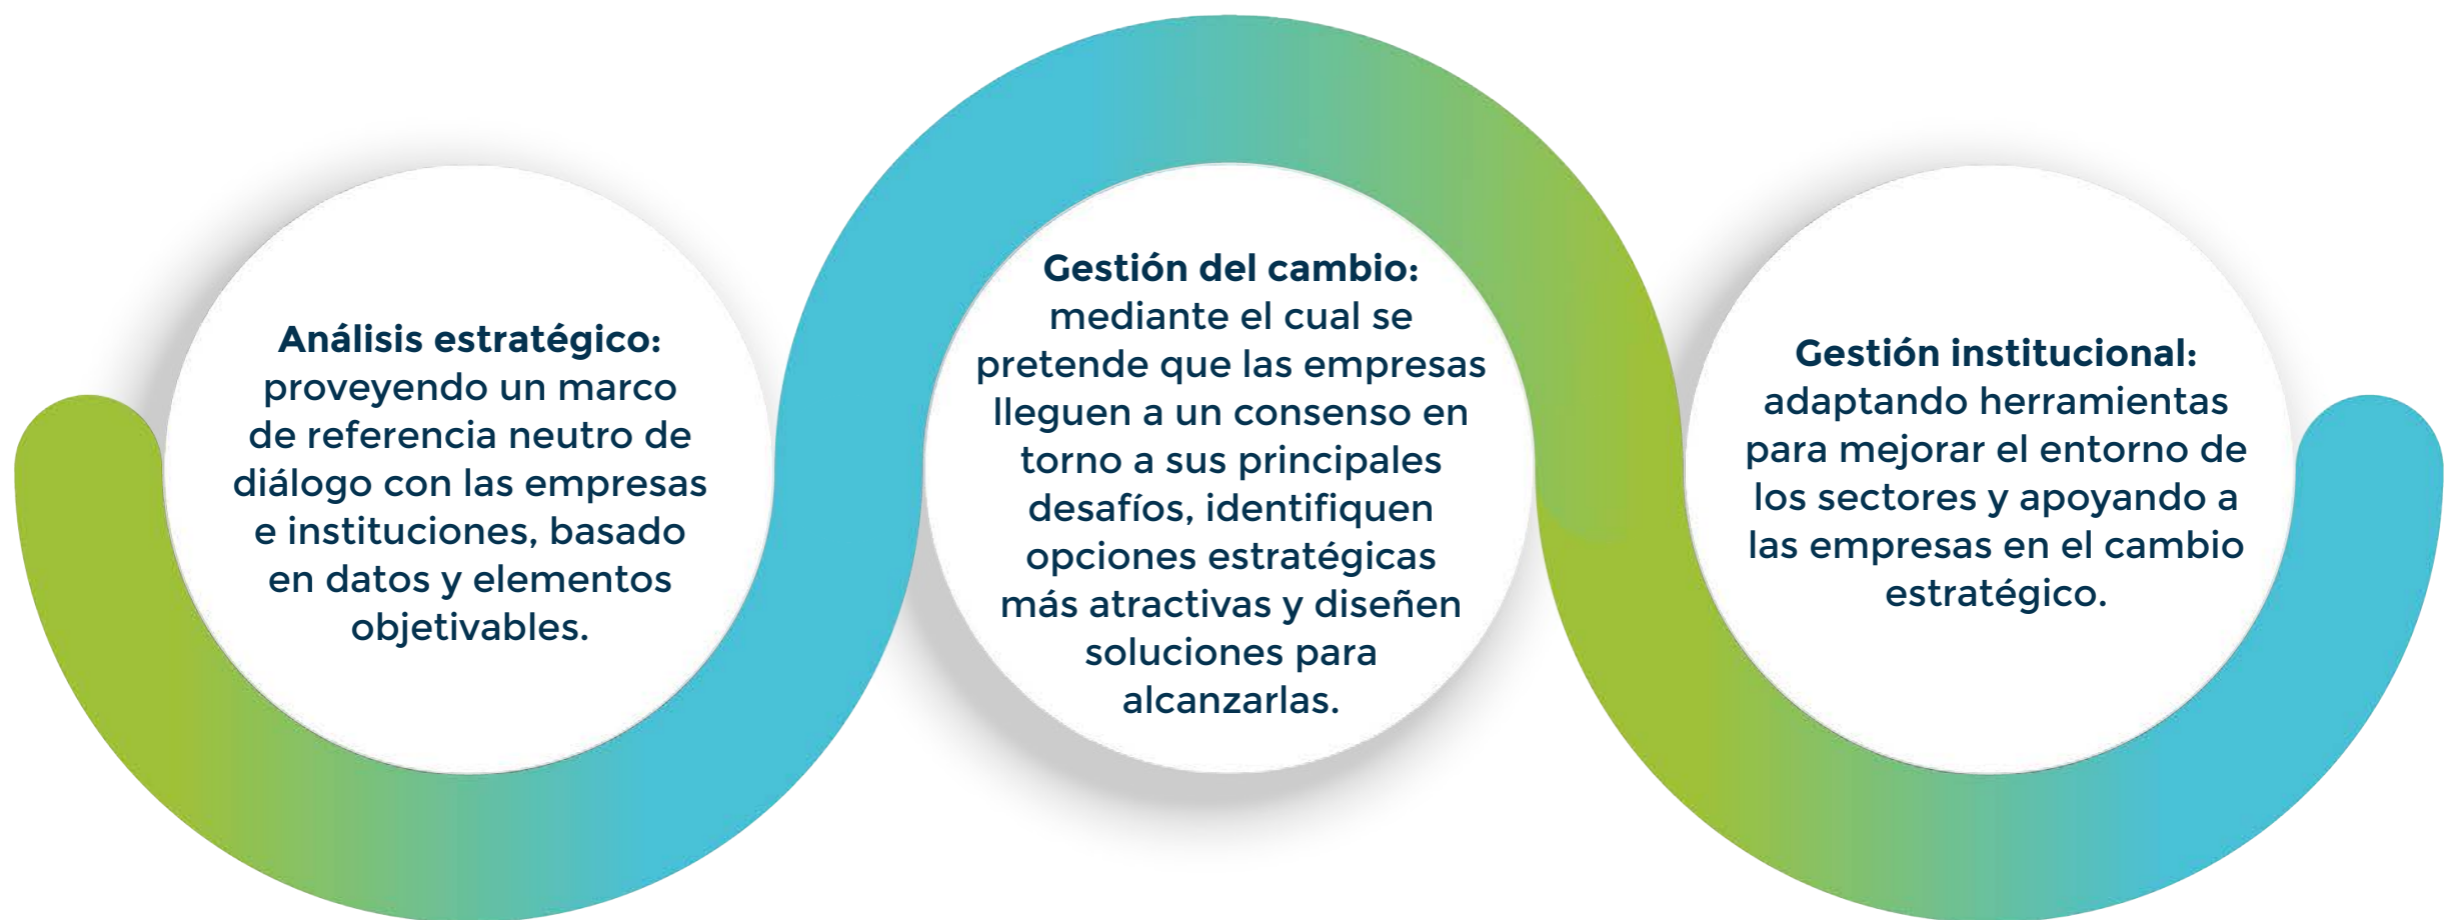 Análisis estratégico:
proveyendo un marco
de referencia neutro de
diálogo con las empresas
e instituciones, basado
en datos y elementos
objetivables.
Gestión del cambio:
mediante el cual se
pretende que las empresas
lleguen a un consenso en
torno a sus principales
desafíos, identifiquen
opciones estratégicas
más atractivas y diseñen
soluciones para
alcanzarlas.
Gestión institucional:
adaptando herramientas
para mejorar el entorno de
los sectores y apoyando a
las empresas en el cambio
estratégico.